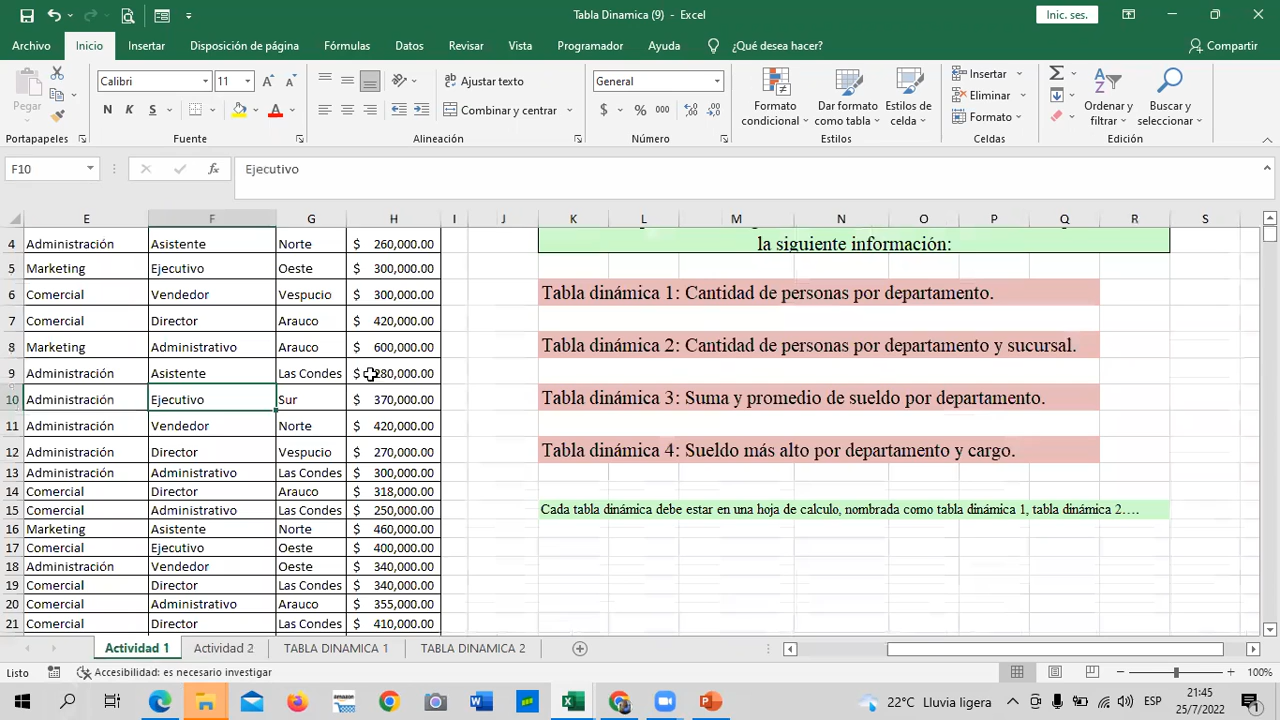 Tabla Dinamica (9) - Excel
Inic. ses.
Archivo Inicio Insertar Disposición de página Fórmulas Datos Revisar Vista Programador Ayuda ¿Qué desea hacer? Compartir
Pegar
Calibri 11
N K S
Ajustar texto
Combinar y centrar
General
$ % 000
Formato condicional
Dar formato como tabla
Estilos de celda
Insertar
Eliminar
Formato
Ordenar y filtrar
Buscar y seleccionar
Portapapeles Fuente Alineación Número Estilos Celdas Edición
F10 fx Ejecutivo
E F G H I J K L M N O P Q R S
4 Administración Asistente Norte $ 260,000.00
la siguiente información:
5 Marketing Ejecutivo Oeste $ 300,000.00
6 Comercial Vendedor Vespucio $ 300,000.00
Tabla dinámica 1: Cantidad de personas por departamento.
7 Comercial Director Arauco $ 420,000.00
8 Marketing Administrativo Arauco $ 600,000.00
Tabla dinámica 2: Cantidad de personas por departamento y sucursal.
9 Administración Asistente Las Condes $ 280,000.00
10 Administración Ejecutivo Sur $ 370,000.00
Tabla dinámica 3: Suma y promedio de sueldo por departamento.
11 Administración Vendedor Norte $ 420,000.00
12 Administración Director Vespucio $ 270,000.00
Tabla dinámica 4: Sueldo más alto por departamento y cargo.
13 Administración Administrativo Las Condes $ 300,000.00
14 Comercial Director Arauco $ 318,000.00
15 Comercial Administrativo Las Condes $ 250,000.00
Cada tabla dinámica debe estar en una hoja de calculo, nombrada como tabla dinámica 1, tabla dinámica 2….
16 Marketing Asistente Norte $ 460,000.00
17 Comercial Ejecutivo Oeste $ 400,000.00
18 Administración Vendedor Oeste $ 340,000.00
19 Comercial Director Las Condes $ 340,000.00
20 Comercial Administrativo Arauco $ 355,000.00
21 Comercial Director Las Condes $ 410,000.00
Actividad 1 Actividad 2 TABLA DINAMICA 1 TABLA DINAMICA 2
Listo Accesibilidad: es necesario investigar 100%
22°C Lluvia ligera ESP 21:45
25/7/2022